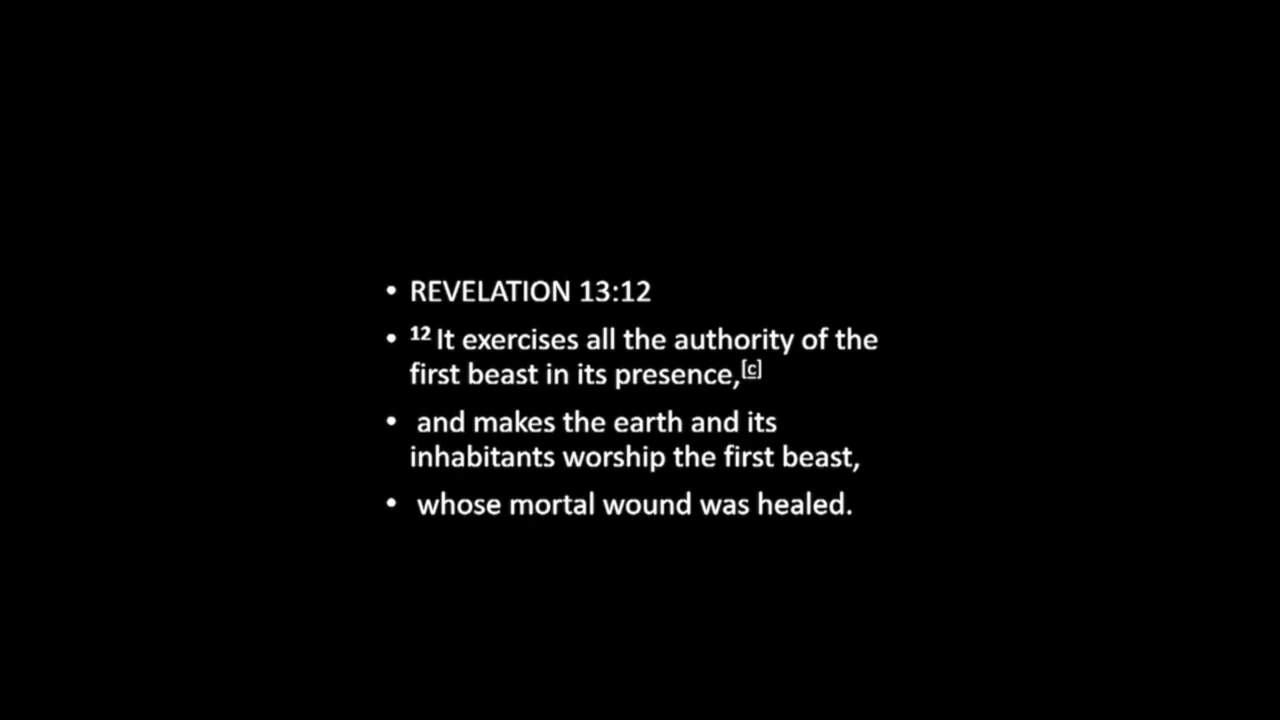 • REVELATION 13:12
• 12 It exercises all the authority of the
first beast in its presence,[c]
• and makes the earth and its
inhabitants worship the first beast,
• whose mortal wound was healed.